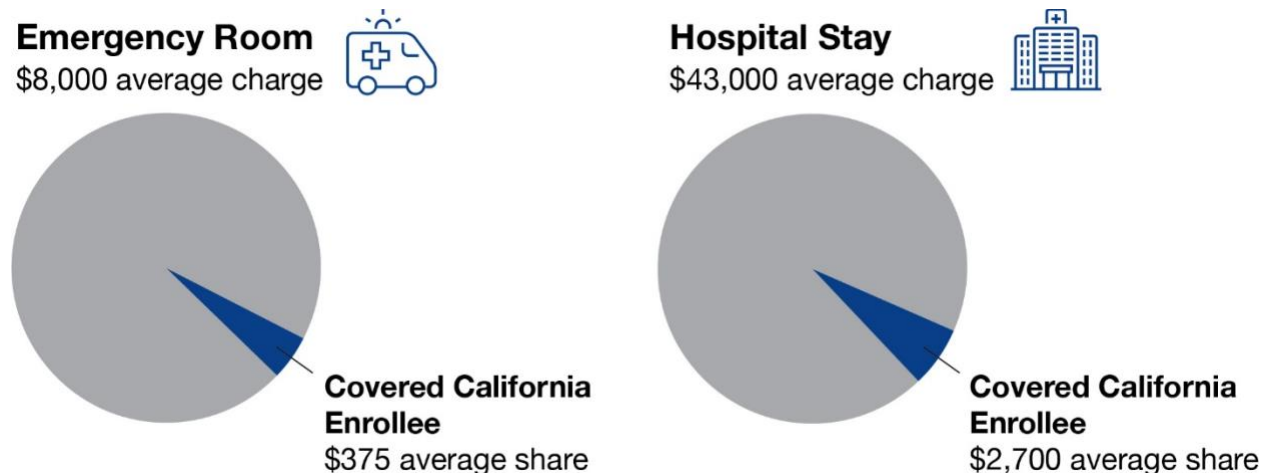 Emergency Room
$8,000 average charge
Covered California
Enrollee
$375 average share
Hospital Stay
$43,000 average charge
Covered California
Enrollee
$2,700 average share